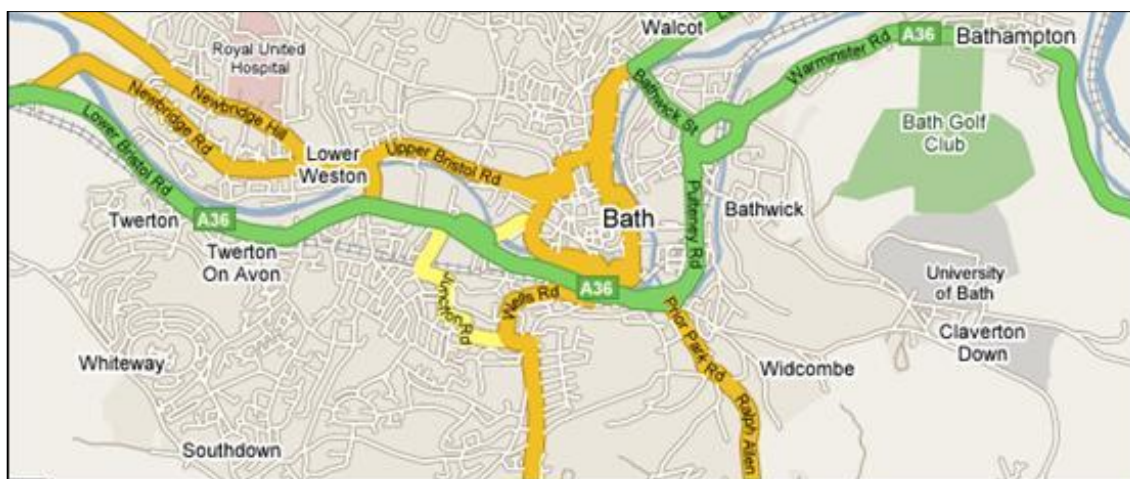 Walcot
A36
Bathampton
Royal United
Hospital
Warminster Rd
Bathwick St
Newbridge Hill
Newbridge Rd
Lower Bristol Rd
Bath Golf
Club
Lower
Weston
Upper Bristol Rd
Pulteney Rd
Bath
Bathwick
Twerton
A36
Twerton
On Avon
University
of Bath
A36
Wells Rd
Junction Rd
Prior Park Rd
Claverton
Down
Whiteway
Widcombe
Ralph Allen
Southdown